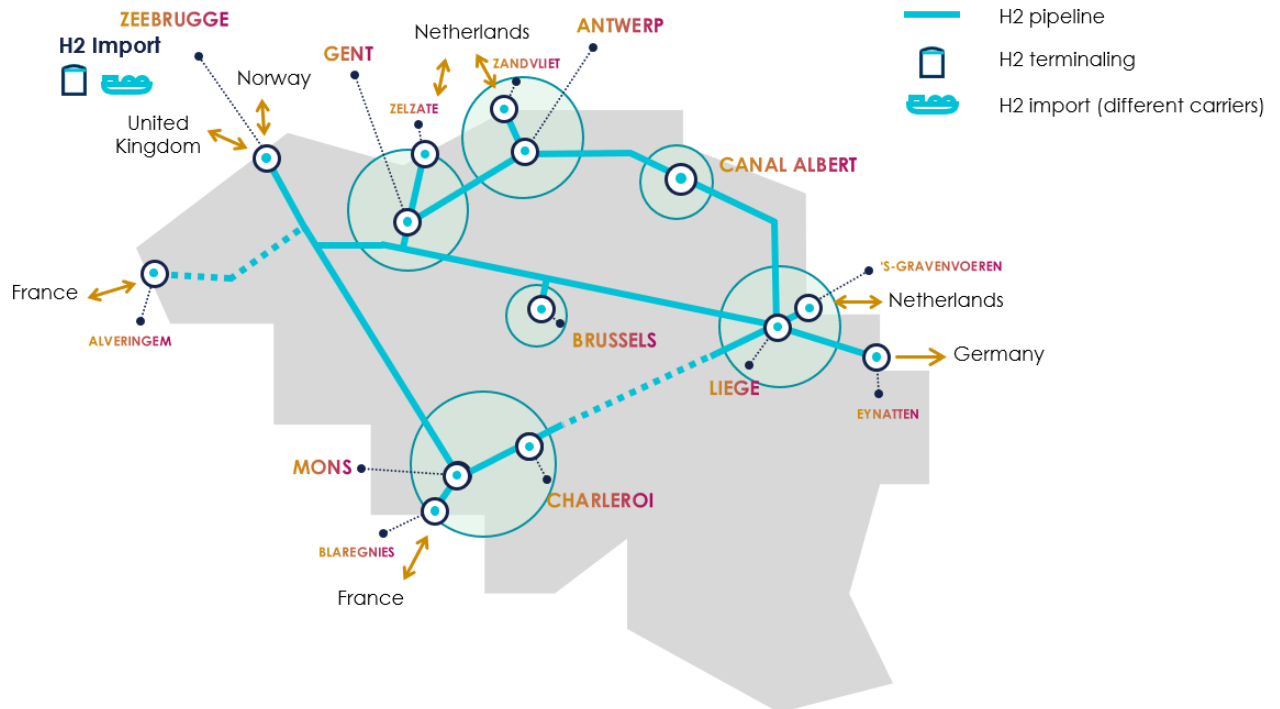 ZEEBRUGGE
H2 Import
Norway
United
Kingdom
GENT
Netherlands
ZELZATE
ZANDVLIET
ANTWERP
H2 pipeline
H2 terminaling
H2 import (different carriers)
CANAL ALBERT
France
ALVERINGEM
BRUSSELS
'S-GRAVENVOEREN
Netherlands
Germany
LIEGE
EYNATTEN
MONS
CHARLEROI
BLAREGNIES
France